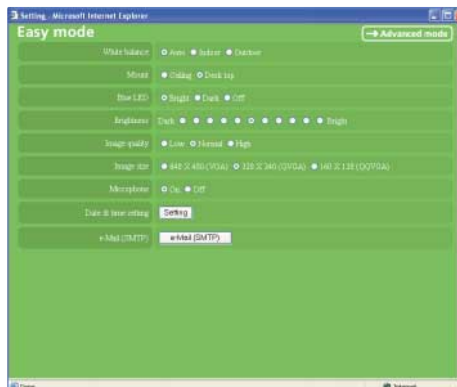 Setting - Microsoft Internet Explorer
Easy mode
Advanced mode
White balance Auto Indoor Outdoor
Mount Ceiling Desk top
Blue LED Bright Dark Off
Brightness Dark Bright
Image quality Low Normal High
Image size 640 X 480 (VGA) 320 X 240 (QVGA) 160 X 120 (QQVGA)
Microphone On Off
Date & time setting Setting
e-Mail (SMTP) e-Mail (SMTP)
Internet